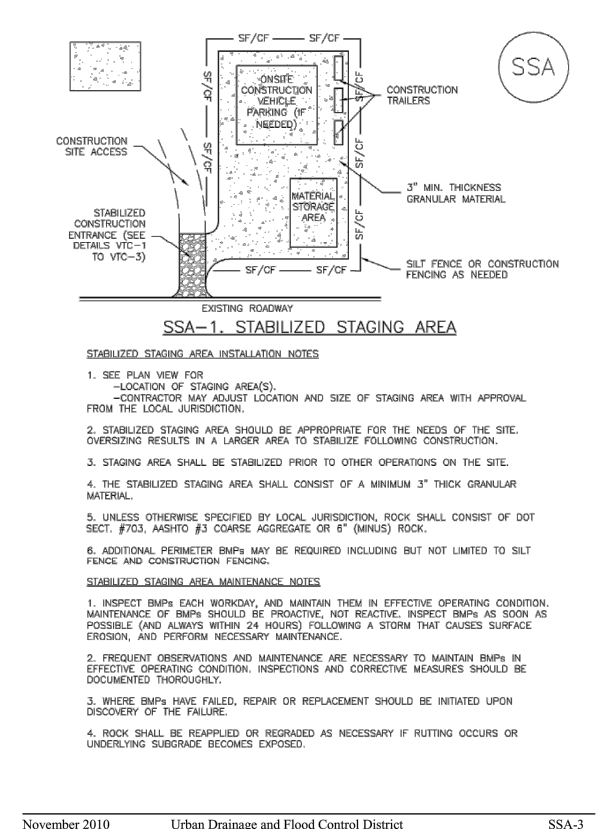 SF/CF SF/CF
SSA
SF/CF
SF/CF
ONSITE
CONSTRUCTION
VEHICLE
PARKING (IF
NEEDED)
CONSTRUCTION
TRAILERS
CONSTRUCTION
SITE ACCESS
SF/CF
SF/CF
3" MIN. THICKNESS
GRANULAR MATERIAL
MATERIAL
STORAGE
AREA
STABILIZED
CONSTRUCTION
ENTRANCE (SEE
DETAILS VTC-1
TO VTC-3)
SF/CF
SILT FENCE OR CONSTRUCTION
FENCING AS NEEDED
SF/CF SF/CF
EXISTING ROADWAY
SSA-1. STABILIZED STAGING AREA
STABILIZED STAGING AREA INSTALLATION NOTES
1. SEE PLAN VIEW FOR
-LOCATION OF STAGING AREA(S).
-CONTRACTOR MAY ADJUST LOCATION AND SIZE OF STAGING AREA WITH APPROVAL
FROM THE LOCAL JURISDICTION.
2. STABILIZED STAGING AREA SHOULD BE APPROPRIATE FOR THE NEEDS OF THE SITE.
OVERSIZING RESULTS IN A LARGER AREA TO STABILIZE FOLLOWING CONSTRUCTION.
3. STAGING AREA SHALL BE STABILIZED PRIOR TO OTHER OPERATIONS ON THE SITE.
4. THE STABILIZED STAGING AREA SHALL CONSIST OF A MINIMUM 3" THICK GRANULAR
MATERIAL.
5. UNLESS OTHERWISE SPECIFIED BY LOCAL JURISDICTION, ROCK SHALL CONSIST OF DOT
SECT. #703, AASHTO #3 COARSE AGGREGATE OR 6" (MINUS) ROCK.
6. ADDITIONAL PERIMETER BMPs MAY BE REQUIRED INCLUDING BUT NOT LIMITED TO SILT
FENCE AND CONSTRUCTION FENCING.
STABILIZED STAGING AREA MAINTENANCE NOTES
1. INSPECT BMPs EACH WORKDAY, AND MAINTAIN THEM IN EFFECTIVE OPERATING CONDITION.
MAINTENANCE OF BMPs SHOULD BE PROACTIVE, NOT REACTIVE. INSPECT BMPs AS SOON AS
POSSIBLE (AND ALWAYS WITHIN 24 HOURS) FOLLOWING A STORM THAT CAUSES SURFACE
EROSION, AND PERFORM NECESSARY MAINTENANCE.
2. FREQUENT OBSERVATIONS AND MAINTENANCE ARE NECESSARY TO MAINTAIN BMPs IN
EFFECTIVE OPERATING CONDITION. INSPECTIONS AND CORRECTIVE MEASURES SHOULD BE
DOCUMENTED THOROUGHLY.
3. WHERE BMPs HAVE FAILED, REPAIR OR REPLACEMENT SHOULD BE INITIATED UPON
DISCOVERY OF THE FAILURE.
4. ROCK SHALL BE REAPPLIED OR REGRADED AS NECESSARY IF RUTTING OCCURS OR
UNDERLYING SUBGRADE BECOMES EXPOSED.
November 2010 Urban Drainage and Flood Control District SSA-3